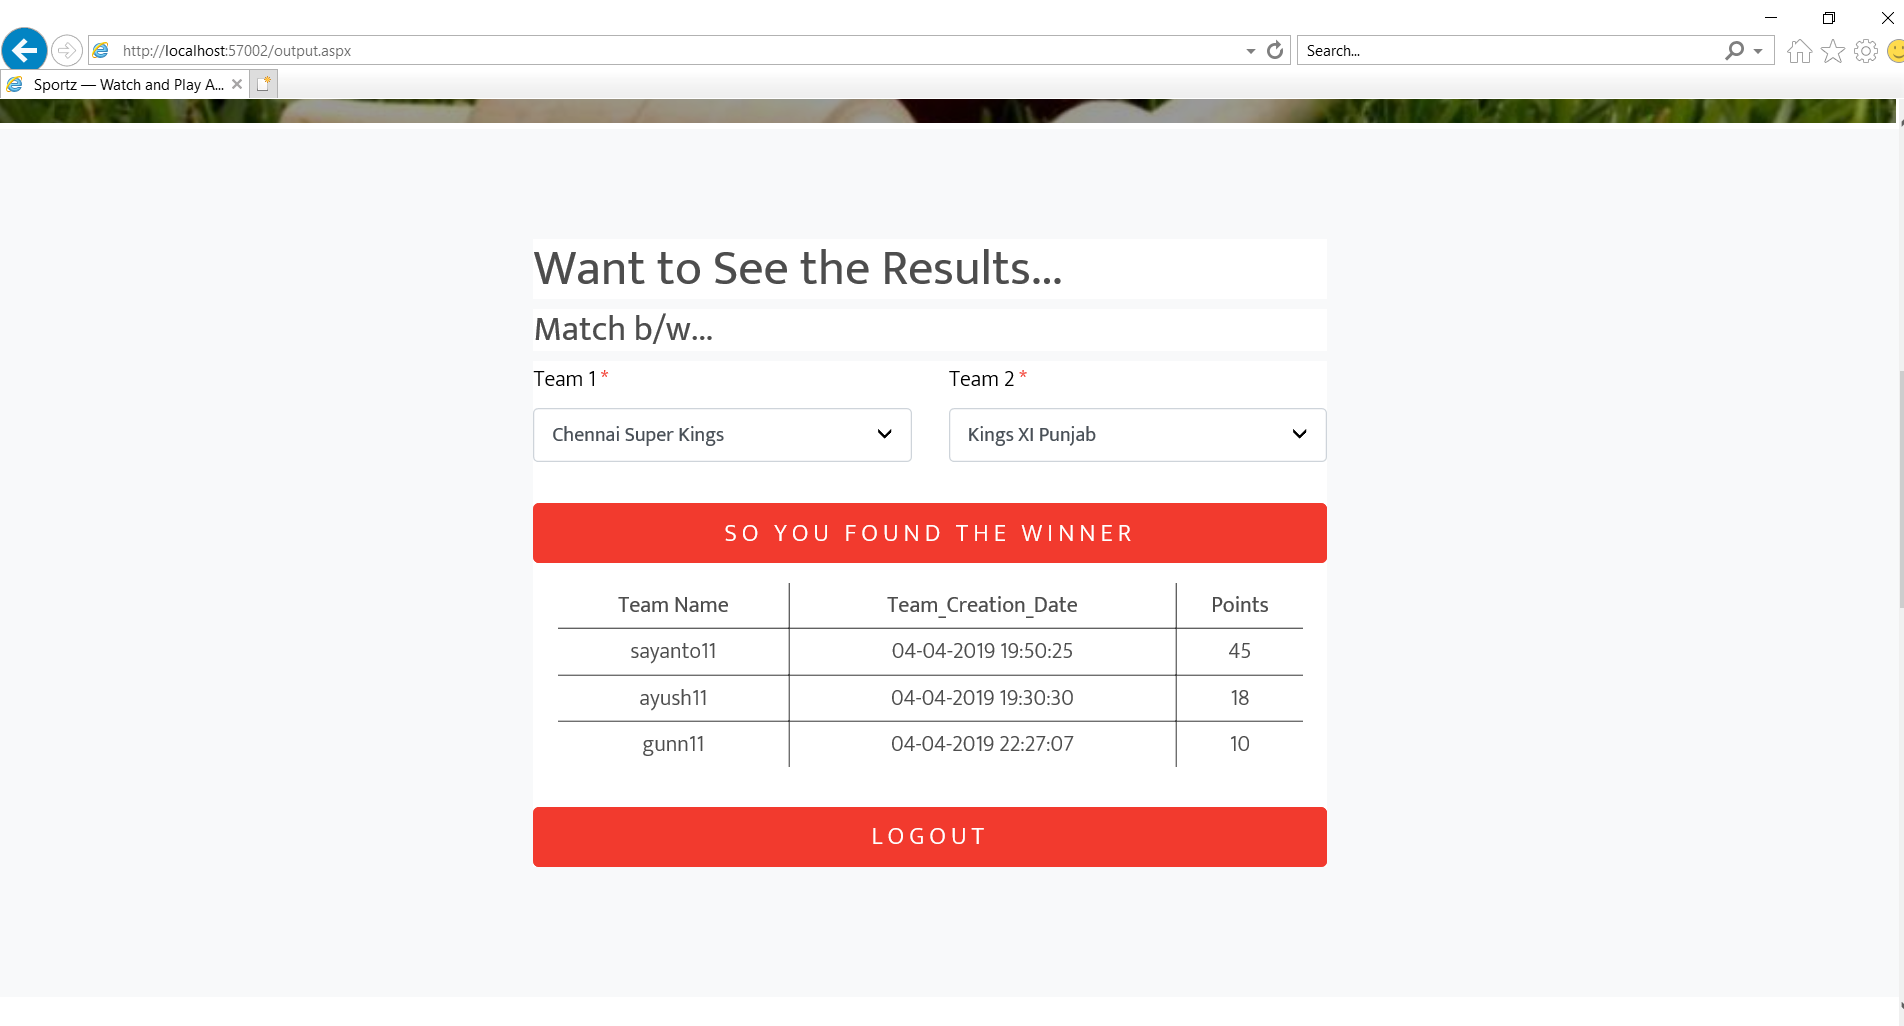 http://localhost:57002/output.aspx
Search...
Sportz — Watch and Play A...
Want to See the Results...
Match b/w...
Team 1 * Team 2 *
Chennai Super Kings Kings XI Punjab
SO YOU FOUND THE WINNER
Team Name Team_Creation_Date Points
sayanto11 04-04-2019 19:50:25 45
ayush11 04-04-2019 19:30:30 18
gunn11 04-04-2019 22:27:07 10
LOGOUT